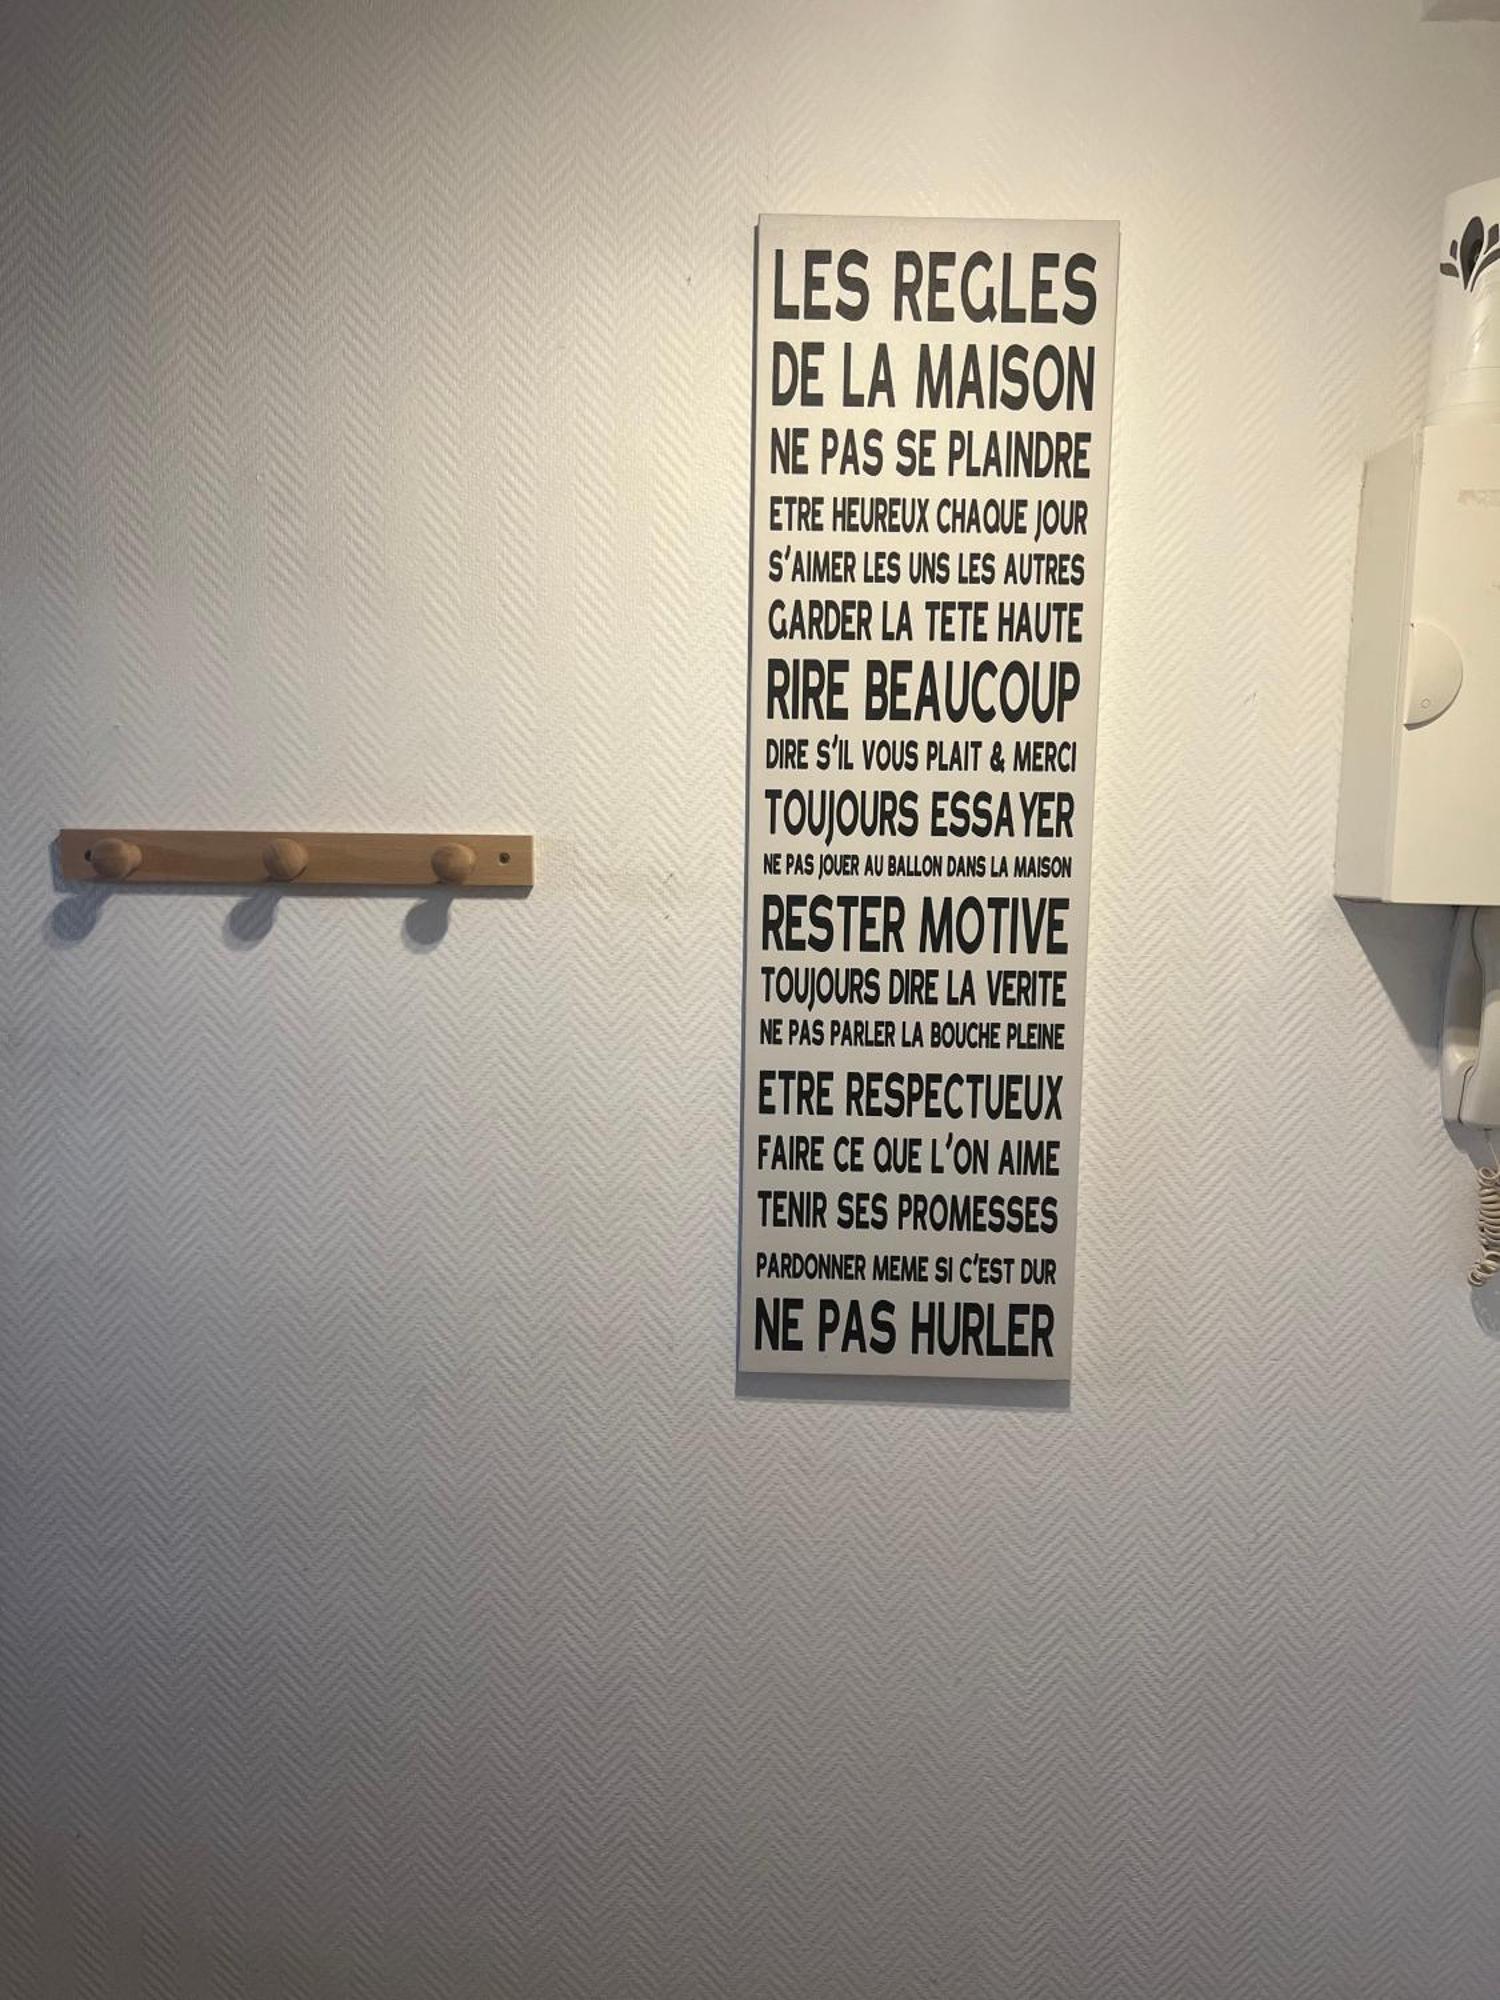 LES REGLES
DE LA MAISON
NE PAS SE PLAINDRE
ETRE HEUREUX CHAQUE JOUR
S'AIMER LES UNS LES AUTRES
GARDER LA TETE HAUTE
RIRE BEAUCOUP
DIRE S'IL VOUS PLAIT & MERCI
TOUJOURS ESSAYER
NE PAS JOUER AU BALLON DANS LA MAISON
RESTER MOTIVE
TOUJOURS DIRE LA VERITE
NE PAS PARLER LA BOUCHE PLEINE
ETRE RESPECTUEUX
FAIRE CE QUE L'ON AIME
TENIR SES PROMESSES
PARDONNER MEME SI C'EST DUR
NE PAS HURLER